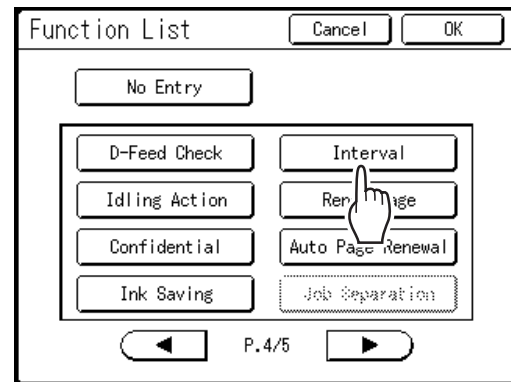 Function List
Cancel
OK
No Entry
D-Feed Check
Interval
Idling Action
Confidential
Auto Page Renewal
Ink Saving
Job Separation
P.4/5